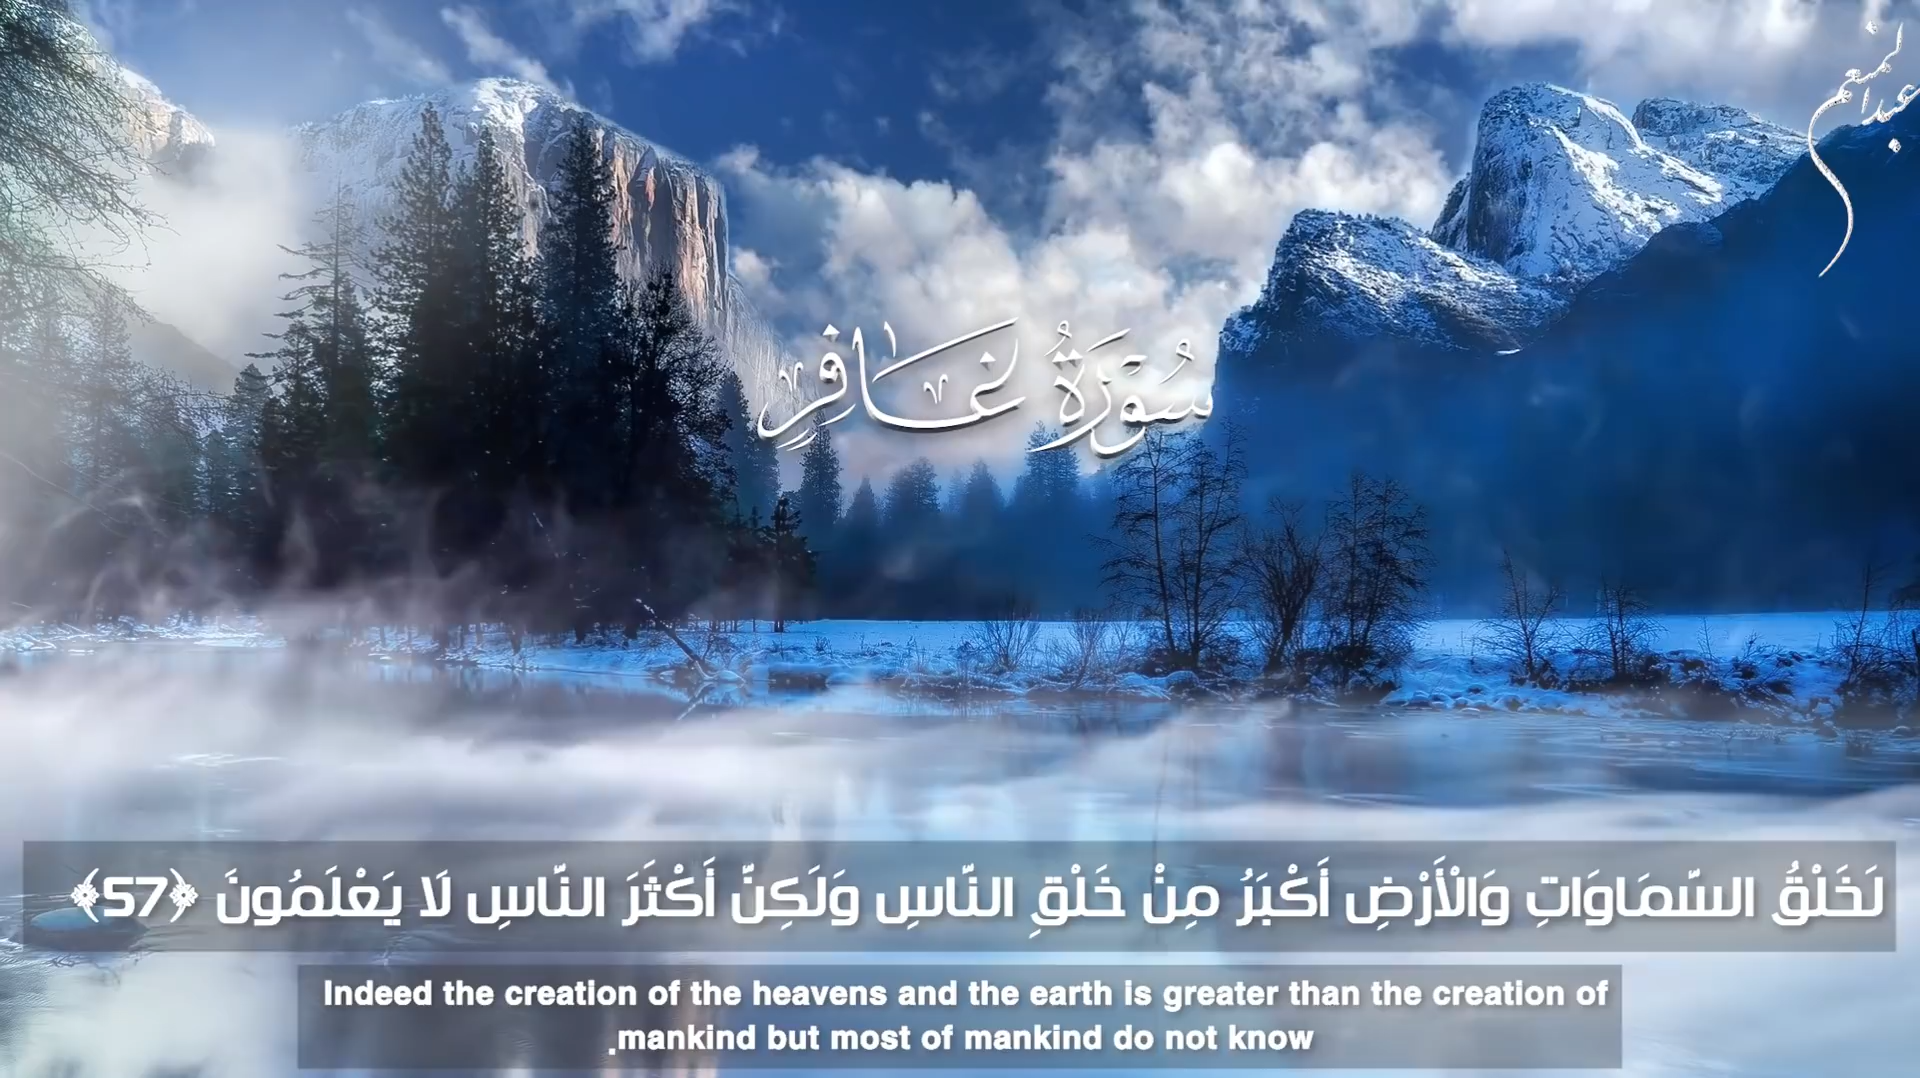 عبدالمنعم
سُوْرَةُ غَافِرِ
لَخَلْقُ السَّمَاوَاتِ وَالْأَرْضِ أَكْبَرُ مِنْ خَلْقِ النَّاسِ وَلَكِنَّ أَكْثَرَ النَّاسِ لَا يَعْلَمُونَ ﴿57﴾
Indeed the creation of the heavens and the earth is greater than the creation of
.mankind but most of mankind do not know